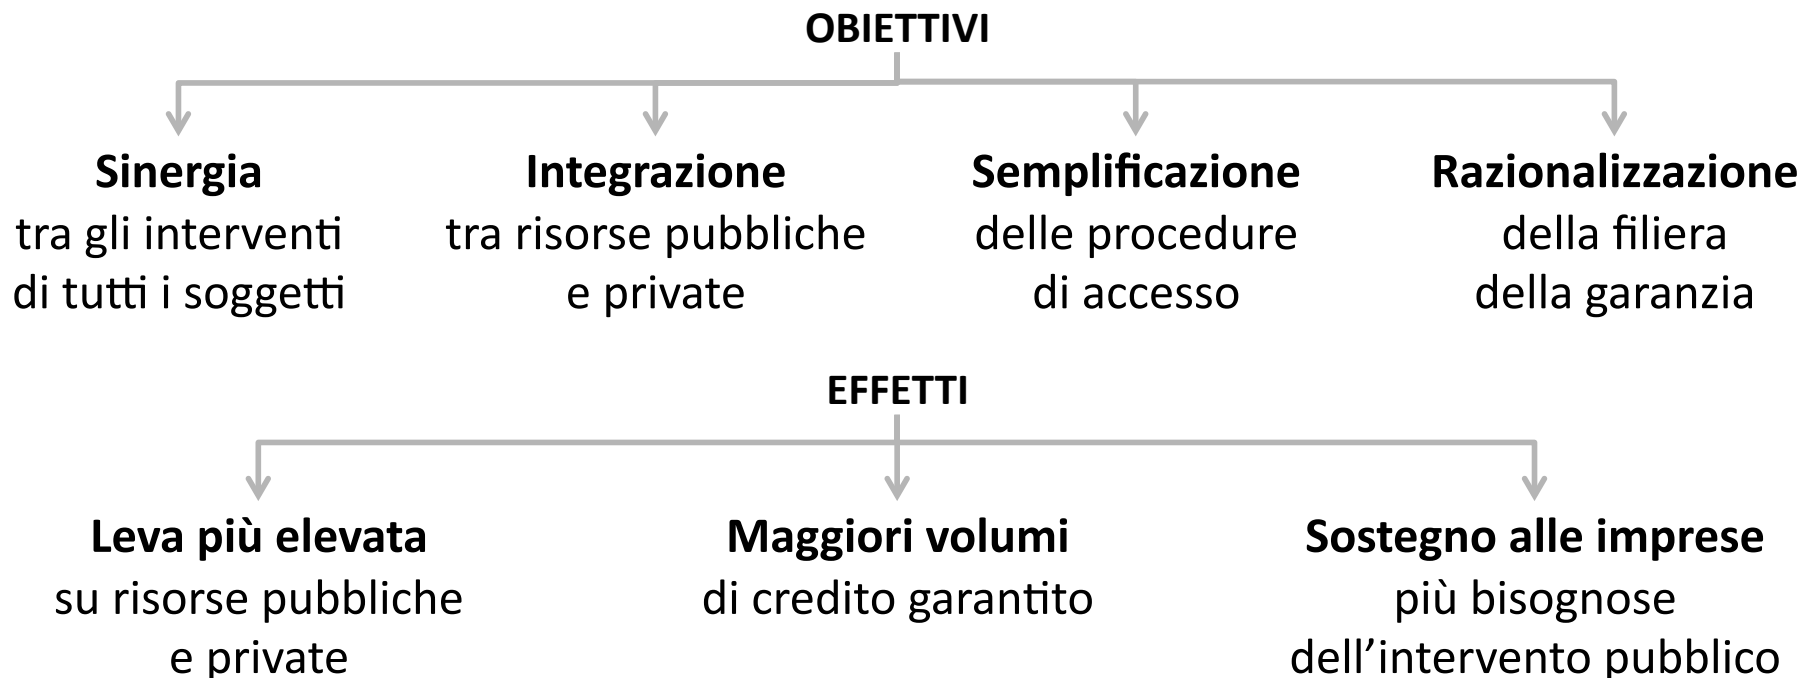 OBIETTIVI
Sinergia
tra gli interventi
di tutti i soggetti
Integrazione
tra risorse pubbliche
e private
Semplificazione
delle procedure
di accesso
Razionalizzazione
della filiera
della garanzia
EFFETTI
Leva più elevata
su risorse pubbliche
e private
Maggiori volumi
di credito garantito
Sostegno alle imprese
più bisognose
dell’intervento pubblico